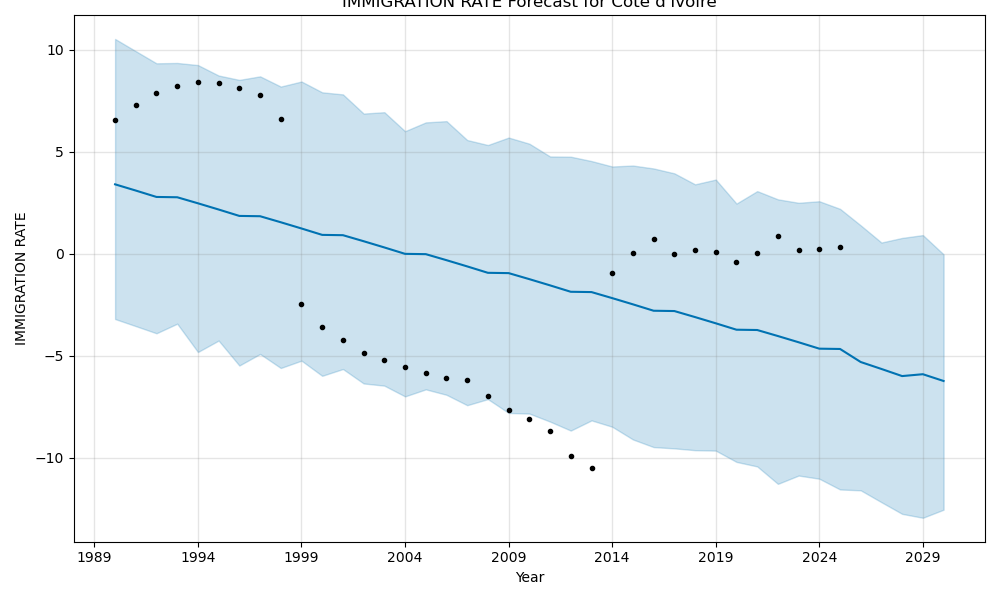 IMMIGRATION RATE Forecast for Cote d'Ivoire
10
5
0
−5
−10
IMMIGRATION RATE
1989 1994 1999 2004 2009 2014 2019 2024 2029
Year